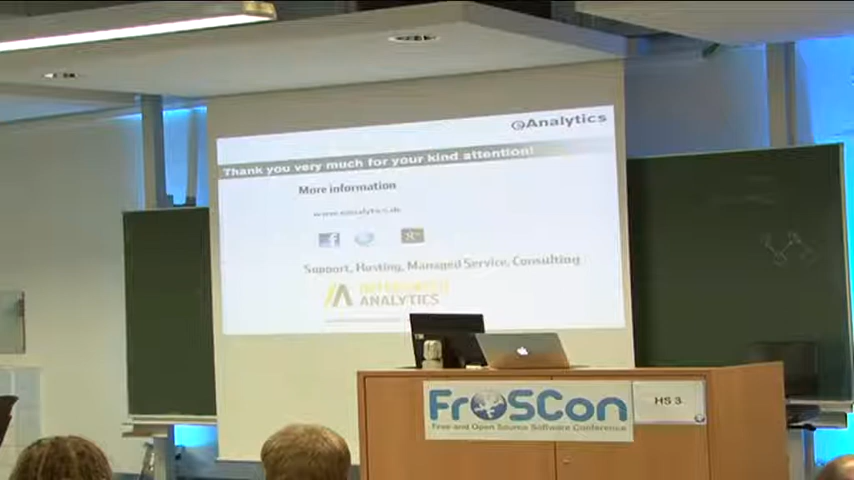 Analytics
Thank you very much for your kind attention!
More information
Support, Hosting, Managed Service, Consulting
ANALYTICS
FrOSCon
Free and Open Source Software Conference
HS 3